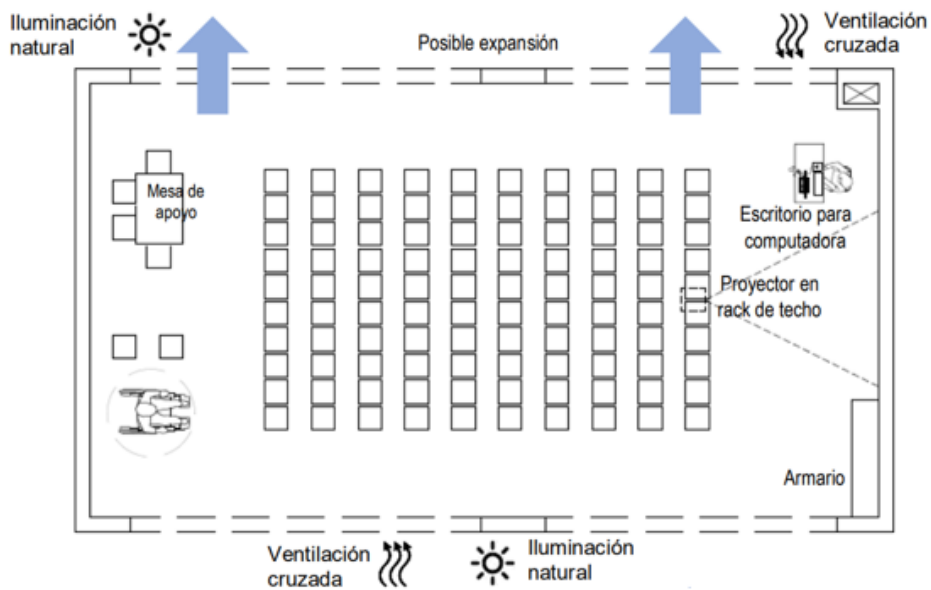 Iluminación
natural
Posible expansión
Ventilación
cruzada
Mesa de
apoyo
Escritorio para
computadora
Proyector en
rack de techo
Armario
Ventilación
cruzada
Iluminación
natural